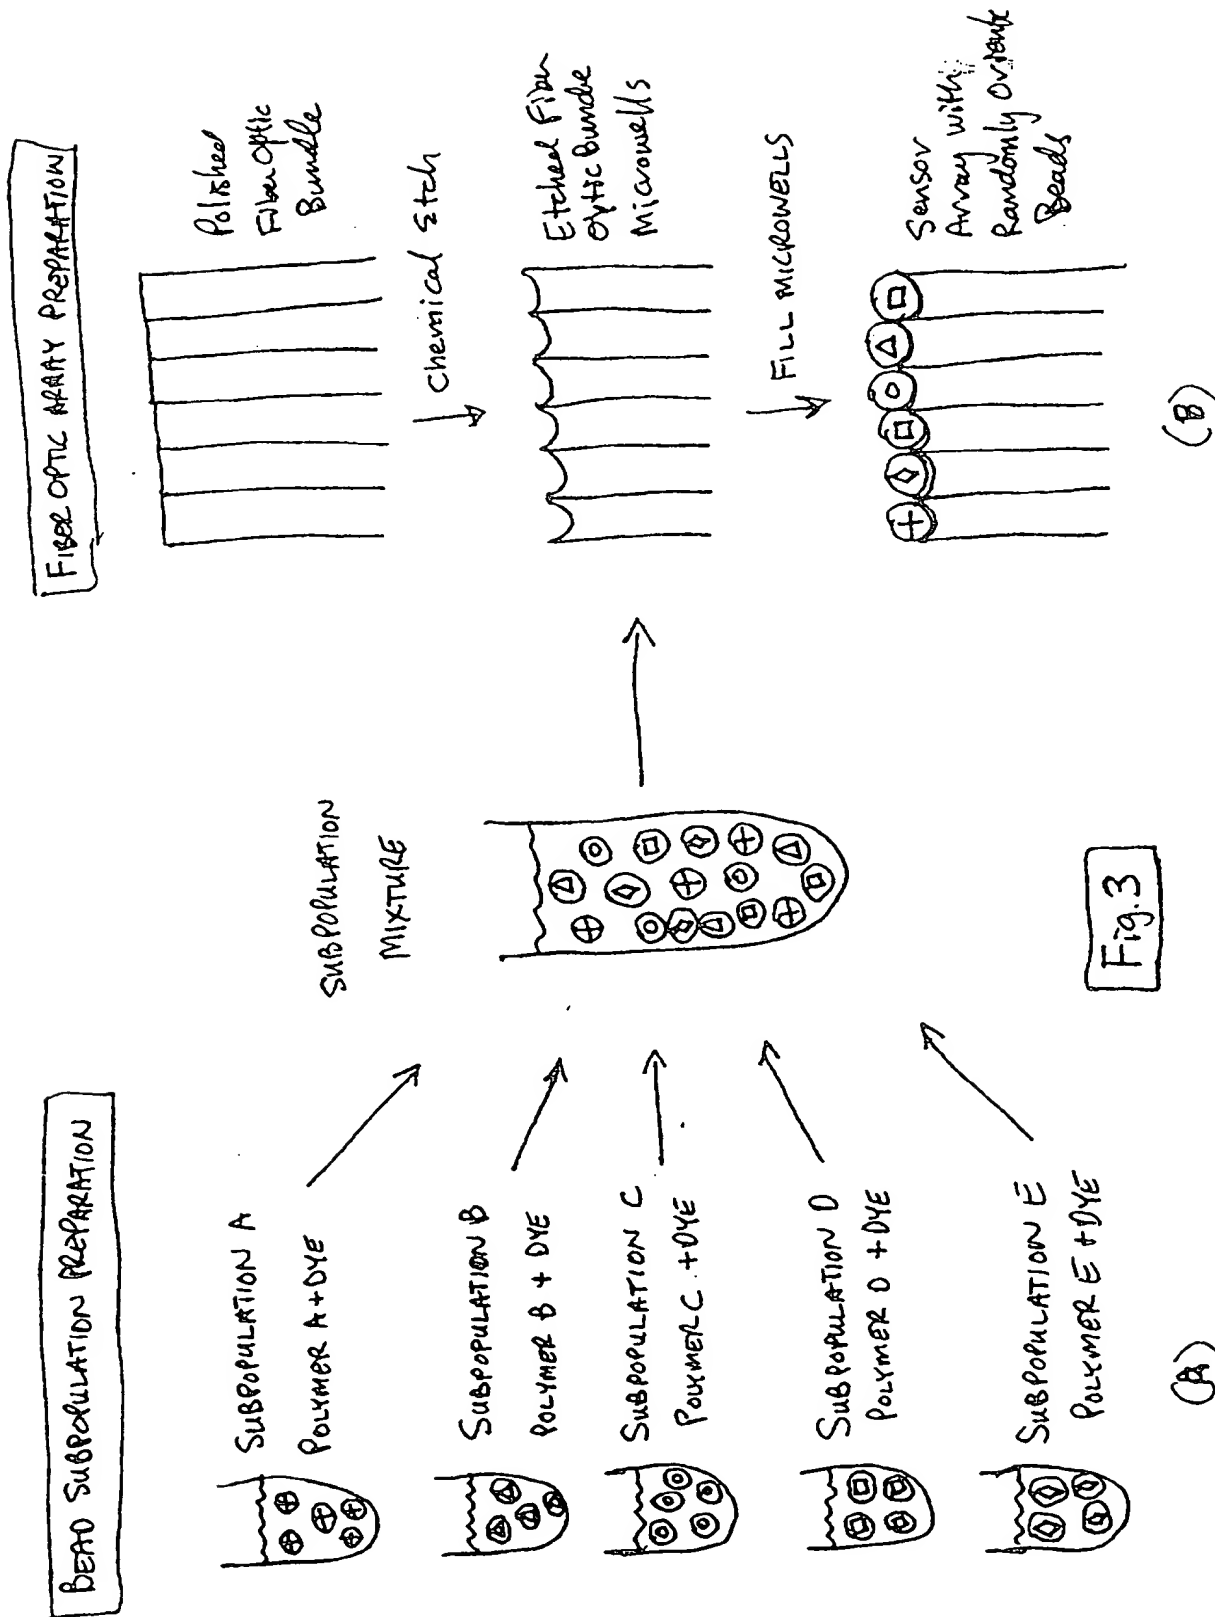 BEAD SUBPOPULATION PREPARATION
SUBPOPULATION A
POLYMER A+DYE
SUBPOPULATION B
POLYMER B + DYE
SUBPOPULATION C
POLYMER C +DYE
SUBPOPULATION D
POLYMER D +DYE
SUBPOPULATION E
POLYMER E +DYE
(A)
SUBPOPULATION
MIXTURE
Fig.3
FIBER OPTIC ARRAY PREPARATION
Polished
Fiber Optic
Bundle
Chemical Etch
Etched Fiber
Optic Bundle
Microwells
FILL MICROWELLS
Sensor
Array with
Randomly
Beads
(B)